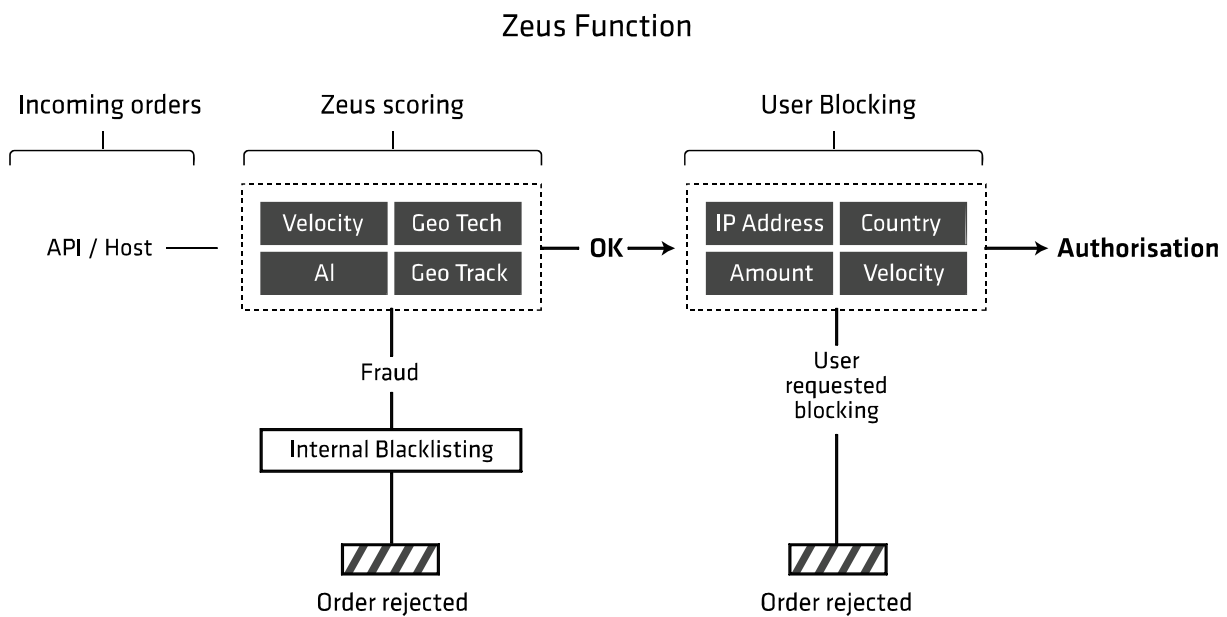 Zeus Function
Incoming orders
Zeus scoring
User Blocking
API / Host
Velocity
Geo Tech
AI
Geo Track
OK
IP Address
Country
Amount
Velocity
Authorisation
Fraud
Internal Blacklisting
Order rejected
User
requested
blocking
Order rejected